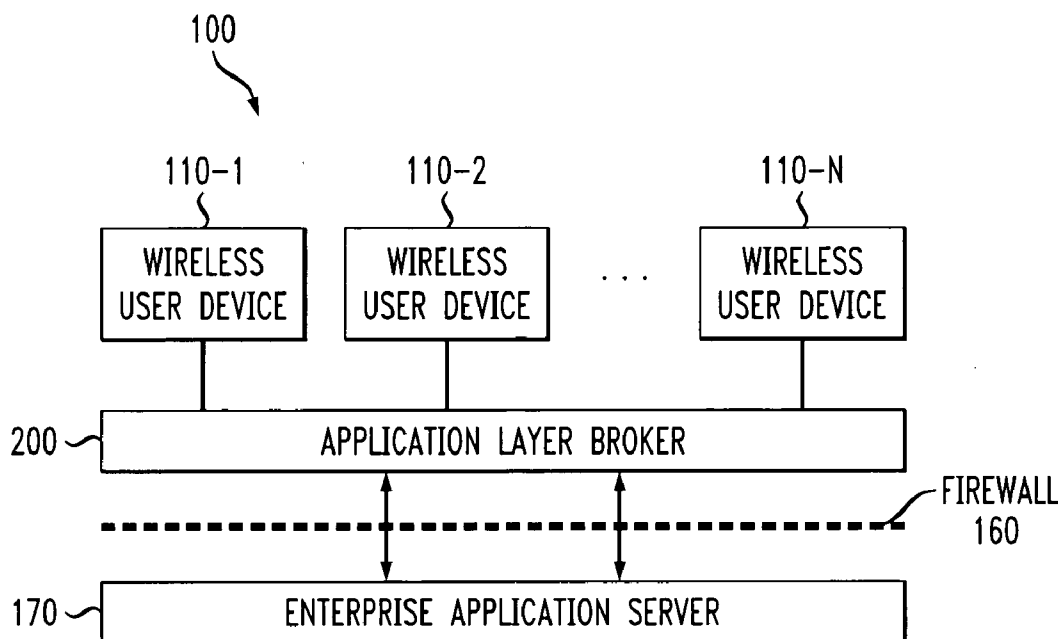 100
110-1
110-2
110-N
WIRELESS
USER DEVICE
WIRELESS
USER DEVICE
...
WIRELESS
USER DEVICE
200
APPLICATION LAYER BROKER
FIREWALL
160
170
ENTERPRISE APPLICATION SERVER